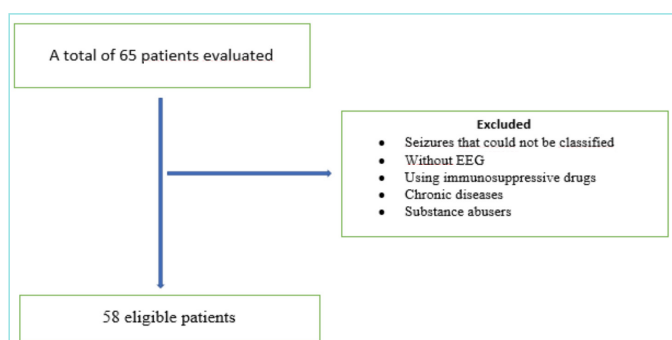 A total of 65 patients evaluated
Excluded
• Seizures that could not be classified
• Without EEG
• Using immunosuppressive drugs
• Chronic diseases
• Substance abusers
58 eligible patients